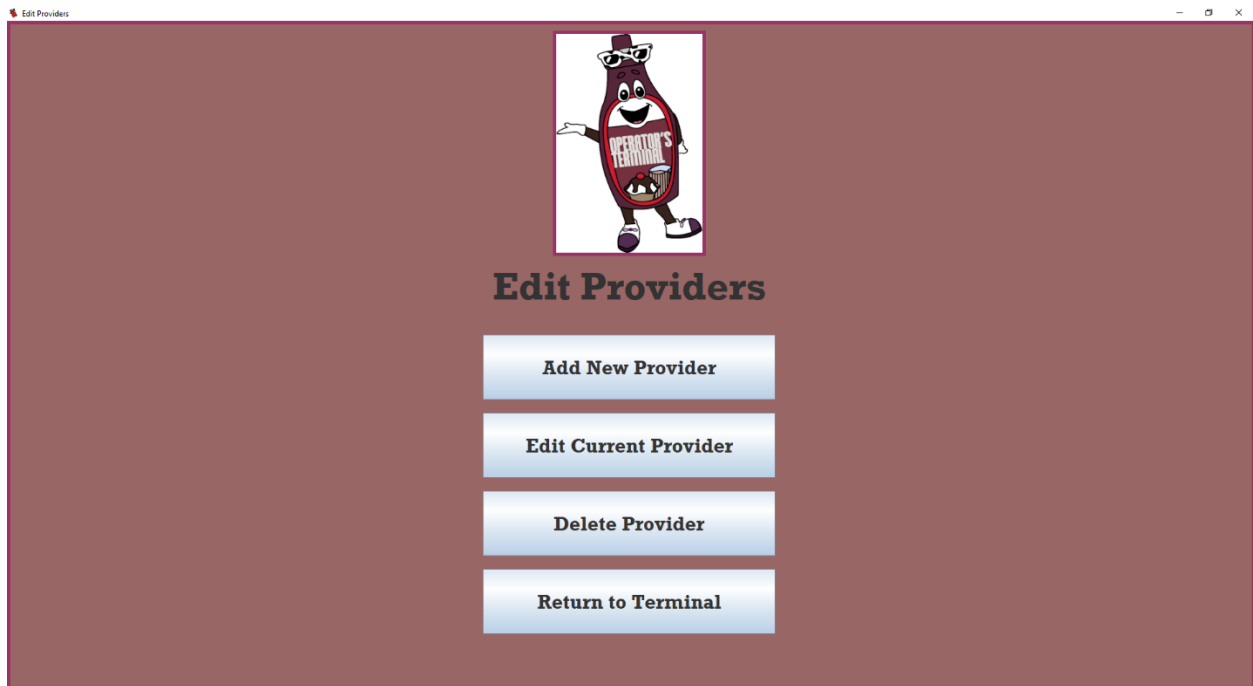 Edit Providers
OPERATOR'S
TERMINAL
Edit Providers
Add New Provider
Edit Current Provider
Delete Provider
Return to Terminal